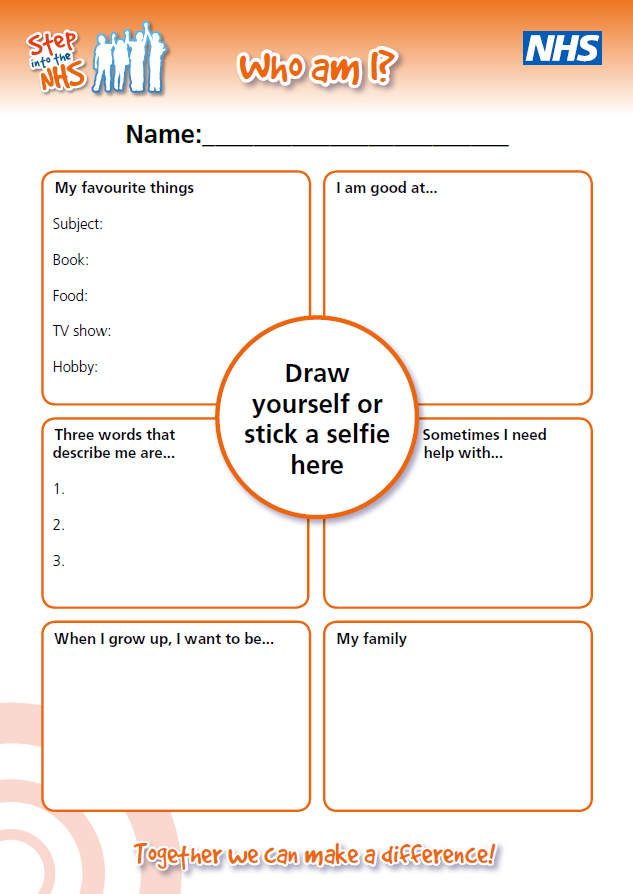 Step
into the
NHS
Who am I?
NHS
Name:________________________
My favourite things
Subject:
Book:
Food:
TV show:
Hobby:
I am good at...
Draw
yourself or
stick a selfie
here
Three words that
describe me are...
1.
2.
3.
Sometimes I need
help with...
When I grow up, I want to be...
My family
Together we can make a difference!